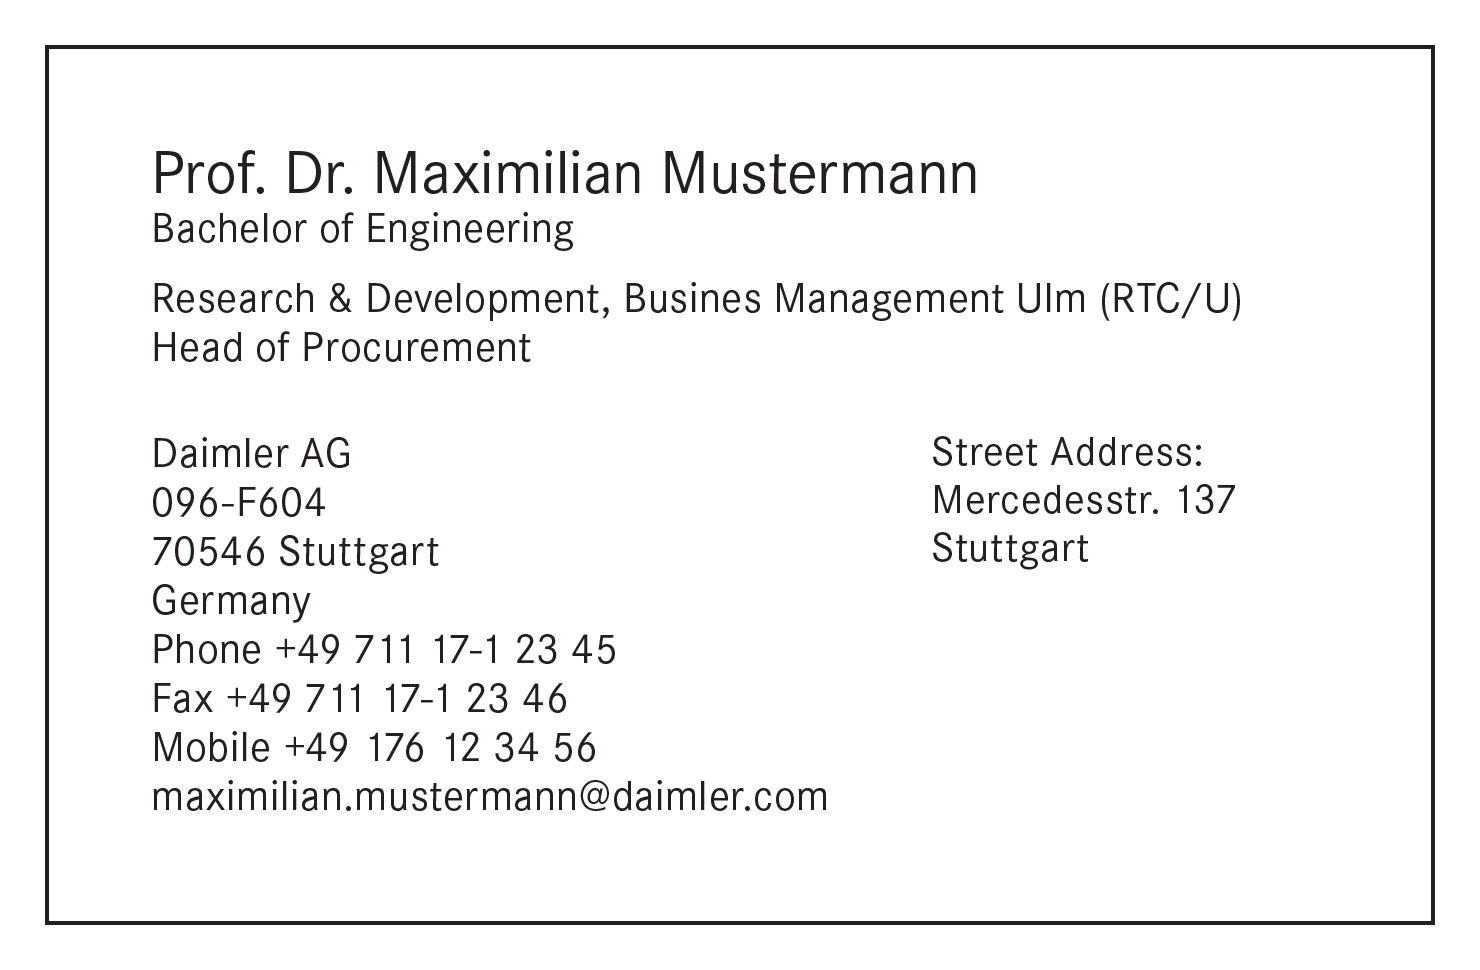 Prof. Dr. Maximilian Mustermann
Bachelor of Engineering
Research & Development, Busines Management Ulm (RTC/U)
Head of Procurement
Daimler AG
096-F604
70546 Stuttgart
Germany
Phone +49 711 17-1 23 45
Fax +49 711 17-1 23 46
Mobile +49 176 12 34 56
maximilian.mustermann@daimler.com
Street Address:
Mercedesstr. 137
Stuttgart